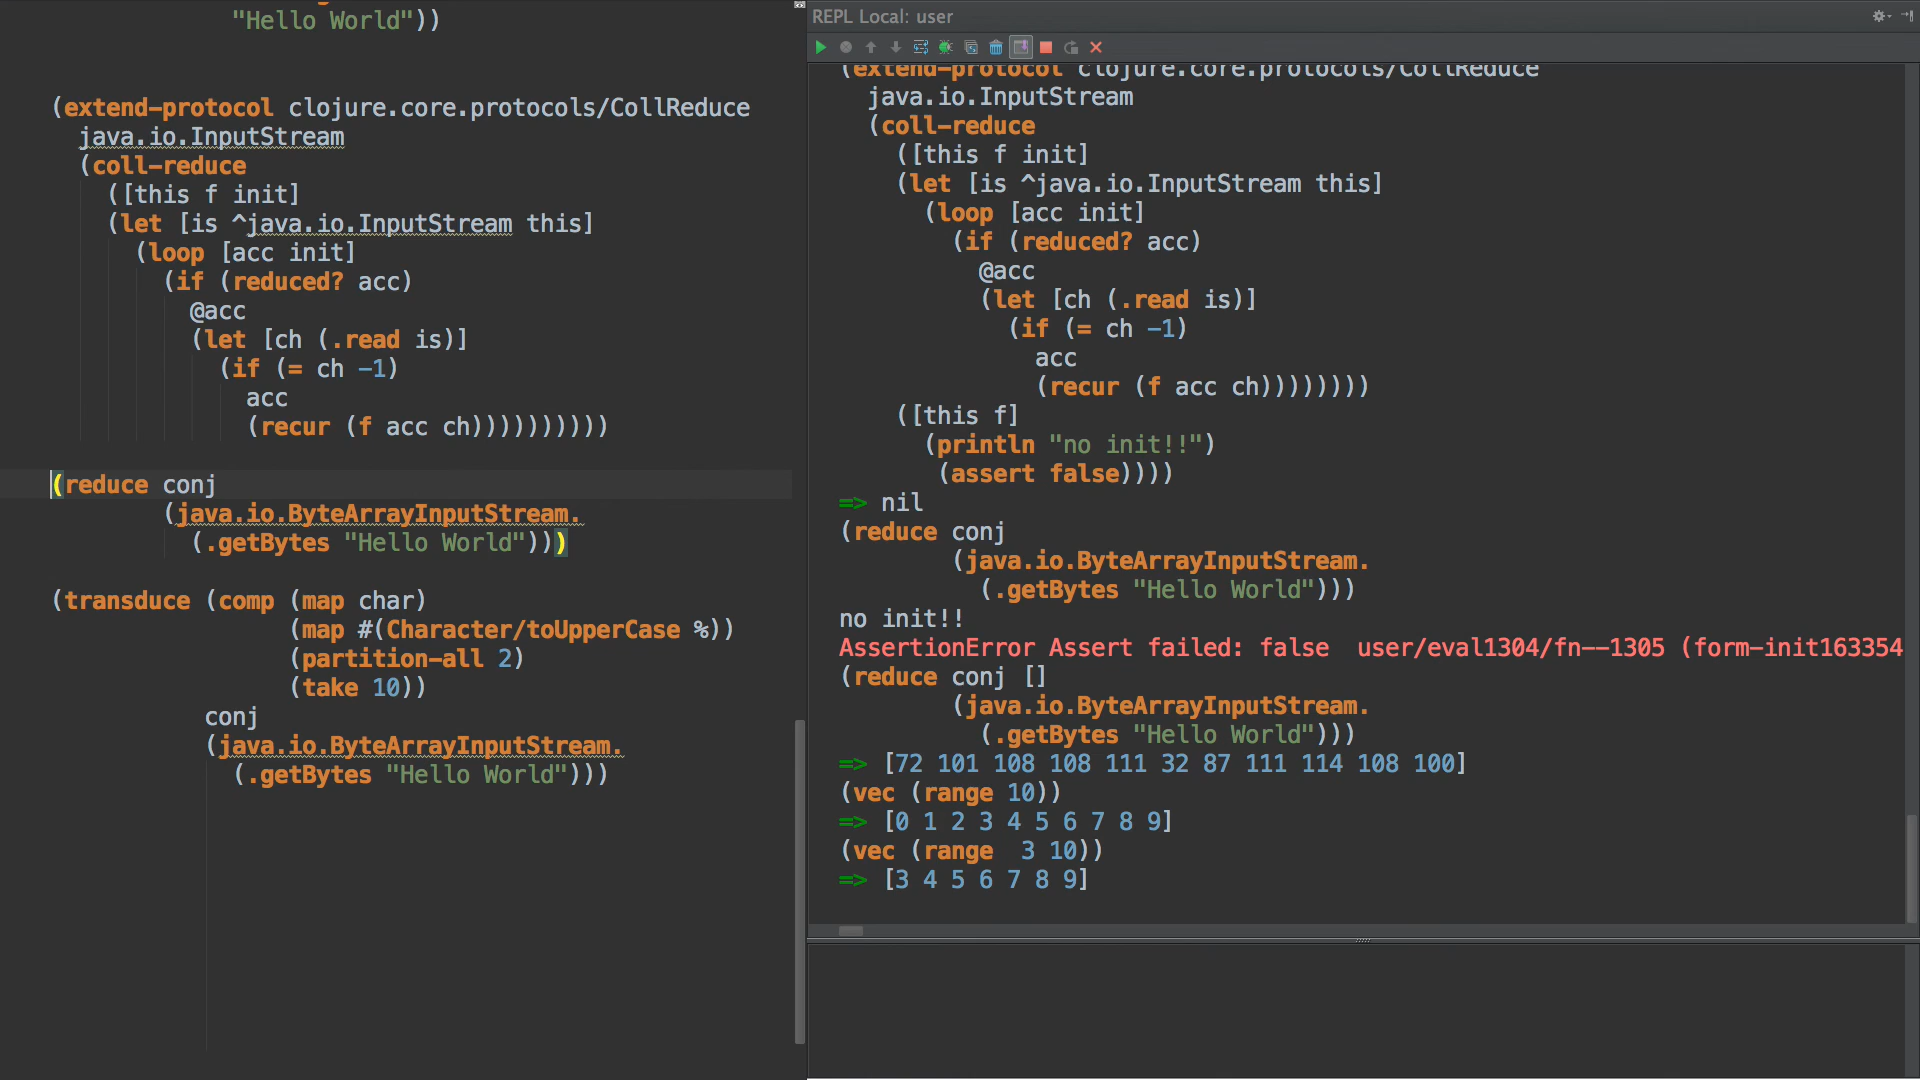 "Hello World"))
(extend-protocol clojure.core.protocols/CollReduce
java.io.InputStream
(coll-reduce
([this f init]
(let [is ^java.io.InputStream this]
(loop [acc init]
(if (reduced? acc)
@acc
(let [ch (.read is)]
(if (= ch -1)
acc
(recur (f acc ch))))))))))
(reduce conj
(java.io.ByteArrayInputStream.
(.getBytes "Hello World")))
(transduce (comp (map char)
(map #(Character/toUpperCase %))
(partition-all 2)
(take 10))
conj
(java.io.ByteArrayInputStream.
(.getBytes "Hello World")))
REPL Local: user
(extend-protocol clojure.core.protocols/CollReduce
java.io.InputStream
(coll-reduce
([this f init]
(let [is ^java.io.InputStream this]
(loop [acc init]
(if (reduced? acc)
@acc
(let [ch (.read is)]
(if (= ch -1)
acc
(recur (f acc ch))))))))
([this f]
(println "no init!!")
(assert false))))
=> nil
(reduce conj
(java.io.ByteArrayInputStream.
(.getBytes "Hello World")))
no init!!
AssertionError Assert failed: false  user/eval1304/fn--1305 (form-init163354
(reduce conj []
(java.io.ByteArrayInputStream.
(.getBytes "Hello World")))
=> [72 101 108 108 111 32 87 111 114 108 100]
(vec (range 10))
=> [0 1 2 3 4 5 6 7 8 9]
(vec (range  3 10))
=> [3 4 5 6 7 8 9]